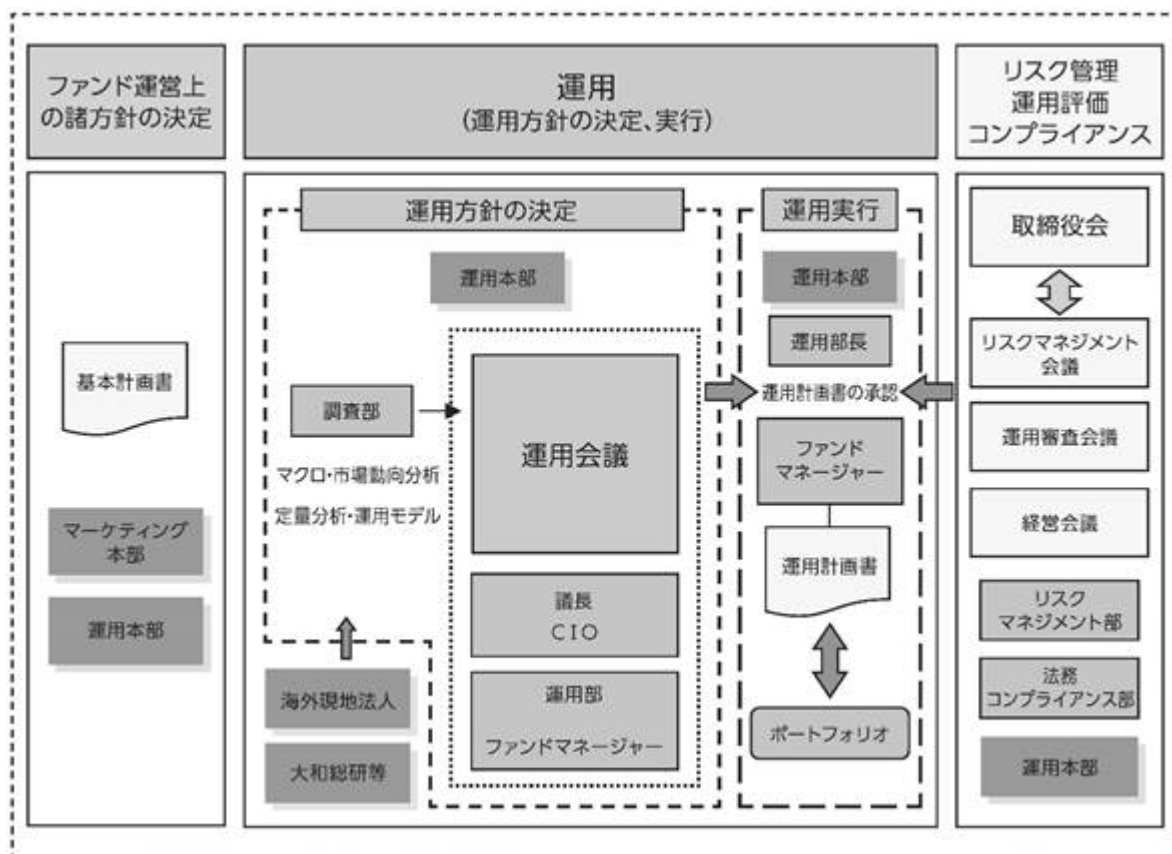 ファンド運営上
の諸方針の決定
運用
(運用方針の決定、実行)
リスク管理
運用評価
コンプライアンス
基本計画書
マーケティング
本部
運用本部
運用方針の決定
運用本部
調査部
マクロ・市場動向分析
定量分析・運用モデル
運用会議
議長
CIO
運用部
ファンドマネージャー
海外現地法人
大和総研等
運用実行
運用本部
運用部長
運用計画書の承認
ファンド
マネージャー
運用計画書
ポートフォリオ
取締役会
リスクマネジメント
会議
運用審査会議
経営会議
リスク
マネジメント部
法務
コンプライアンス部
運用本部